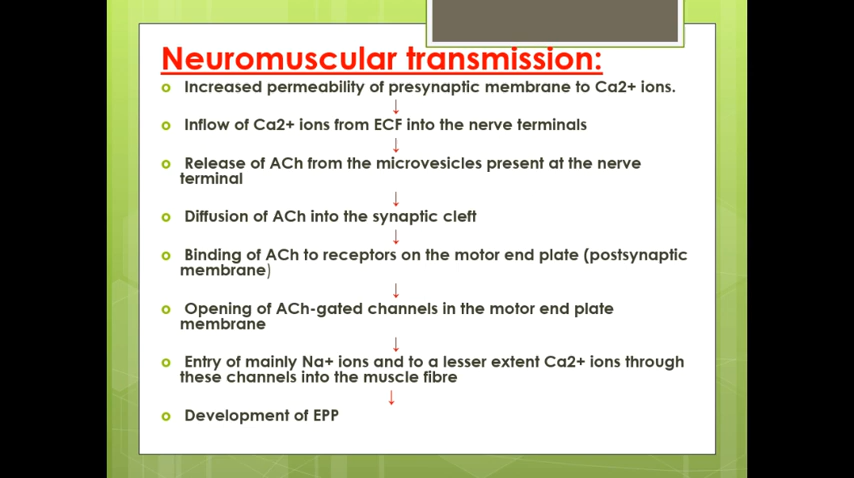 Neuromuscular transmission:
o Increased permeability of presynaptic membrane to Ca2+ ions.
↓
o Inflow of Ca2+ ions from ECF into the nerve terminals
↓
o Release of ACh from the microvesicles present at the nerve
terminal
↓
o Diffusion of ACh into the synaptic cleft
↓
o Binding of ACh to receptors on the motor end plate (postsynaptic
membrane)
↓
o Opening of ACh-gated channels in the motor end plate
membrane
↓
o Entry of mainly Na+ ions and to a lesser extent Ca2+ ions through
these channels into the muscle fibre
↓
o Development of EPP